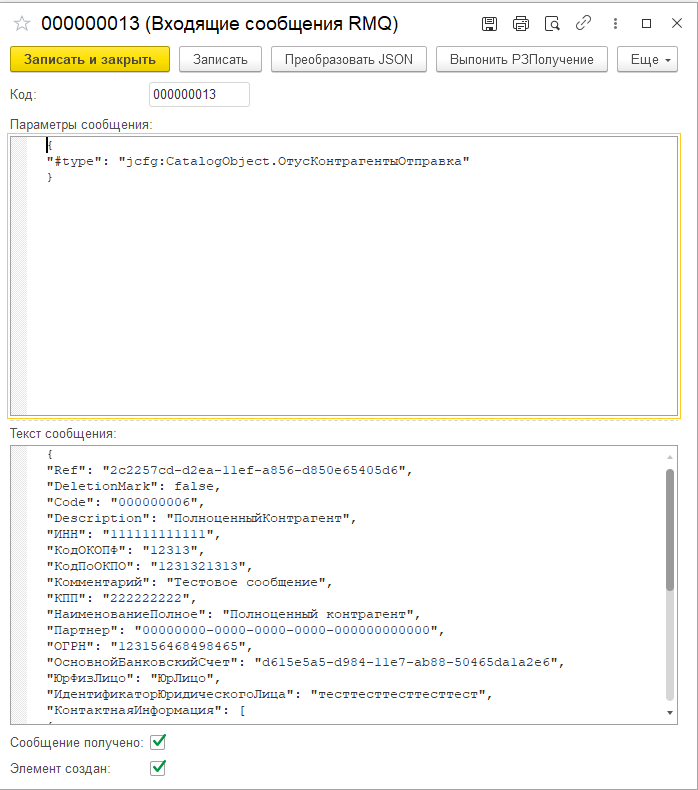 000000013 (Входящие сообщения RMQ)
Записать и закрыть
Записать
Преобразовать JSON
Выпонить РЗПолучение
Еще
Код:
000000013
Параметры сообщения:
{
"#type": "jcfg:CatalogObject.ОтусКонтрагентыОтправка"
}
Текст сообщения:
{
"Ref": "2c2257cd-d2ea-11ef-a856-d850e65405d6",
"DeletionMark": false,
"Code": "000000006",
"Description": "ПолноценныйКонтрагент",
"ИНН": "111111111111",
"КодОКОПФ": "12313",
"КодПоОКПО": "1231321313",
"Комментарий": "Тестовое сообщение",
"КПП": "222222222",
"НаименованиеПолное": "Полноценный контрагент",
"Партнер": "00000000-0000-0000-0000-000000000000",
"ОГРН": "123156468498465",
"ОсновнойБанковскийСчет": "d615e5a5-d984-11e7-ab88-50465da1a2e6",
"ЮрФизЛицо": "ЮрЛицо",
"ИдентификаторЮридическогоЛица": "тесттесттесттесттест",
"КонтактнаяИнформация": [
Сообщение получено:
Элемент создан: